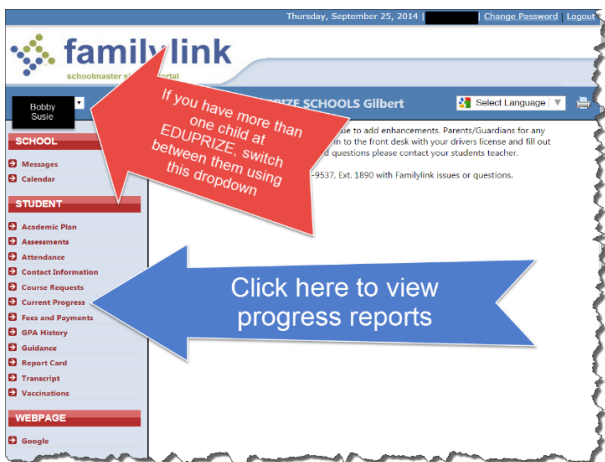 Thursday, September 25, 2014 | Change Password | Logout
familylink
schoolmaster portal
Bobby
Susie
SCHOOLS Gilbert
Select Language
If you have more than
one child at
EDUPRIZE, switch
between them using
this dropdown
to add enhancements. Parents/Guardians for any
to the front desk with your drivers license and fill out
questions please contact your students teacher.
-9537, Ext. 1890 with Familylink issues or questions.
SCHOOL
Messages
Calendar
STUDENT
Academic Plan
Assessments
Attendance
Contact Information
Course Requests
Current Progress
Fees and Payments
GPA History
Guidance
Report Card
Transcript
Vaccinations
Click here to view
progress reports
WEBPAGE
Google